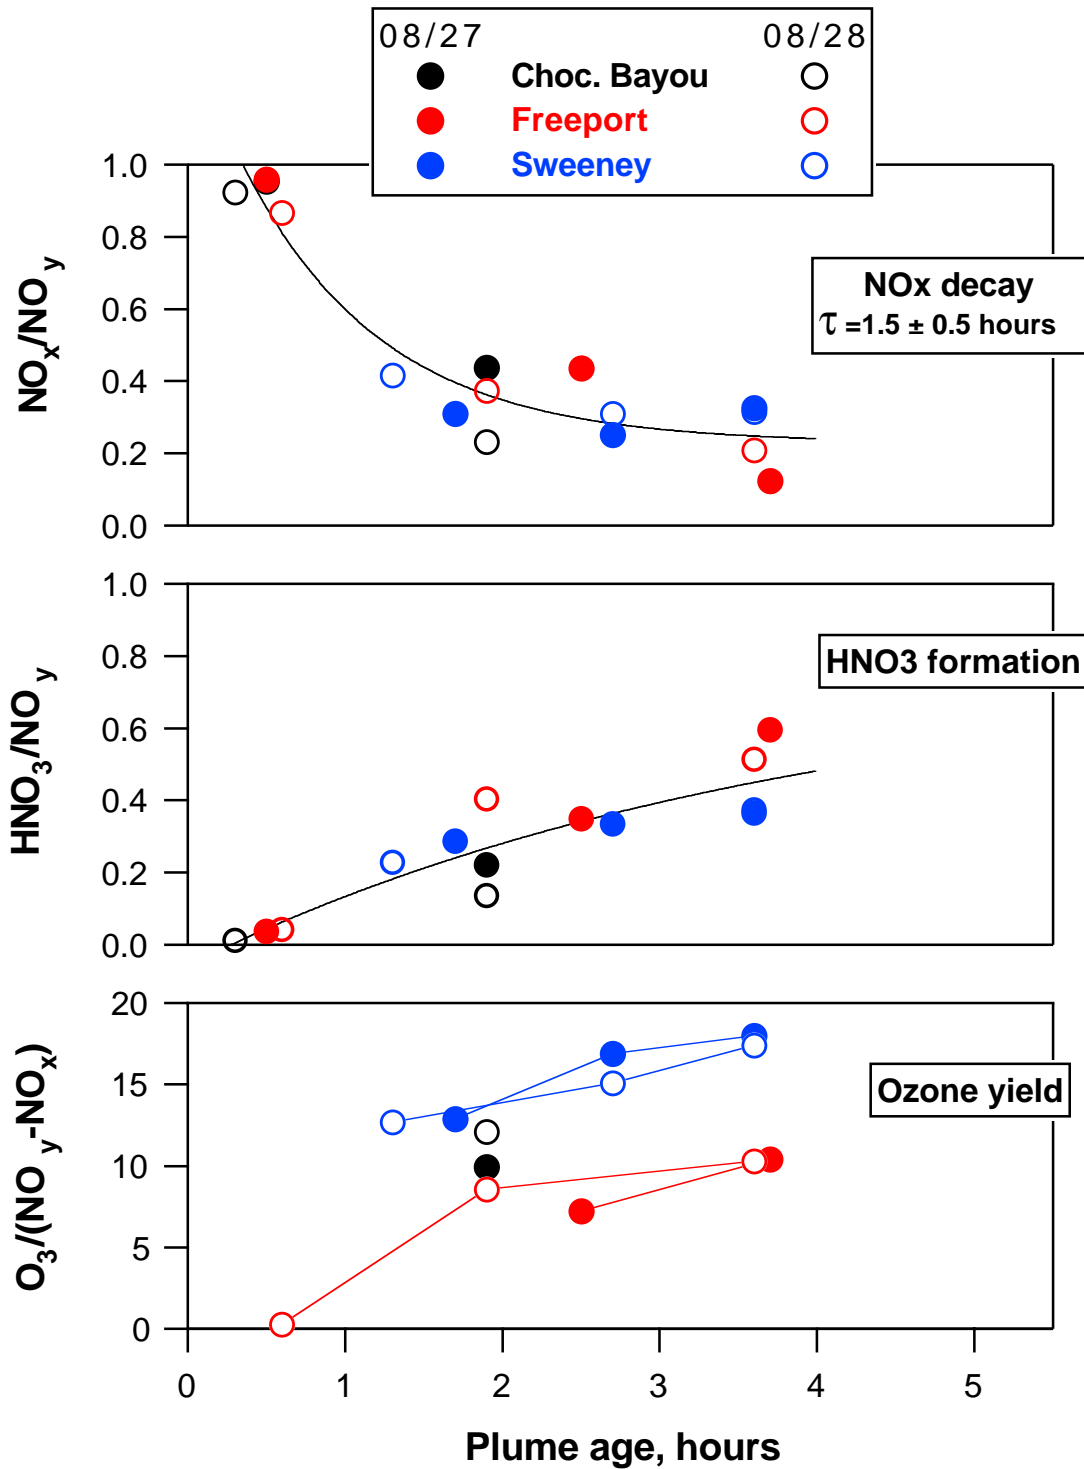 08/27 08/28
Choc. Bayou
Freeport
Sweeney
NOx/NOy
1.0
0.8
0.6
0.4
0.2
0.0
NOx decay
τ =1.5 ± 0.5 hours
HNO3/NOy
1.0
0.8
0.6
0.4
0.2
0.0
HNO3 formation
O3/(NOy-NOx)
20
15
10
5
0
Ozone yield
0 1 2 3 4 5
Plume age, hours